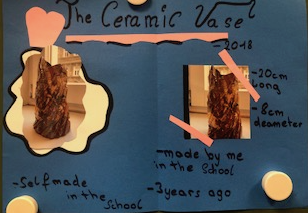 The Ceramic Vase
-2018
-20cm
long
-8cm
deameter
-made by me
in the School
-Selfmade
in the
School
-3years ago